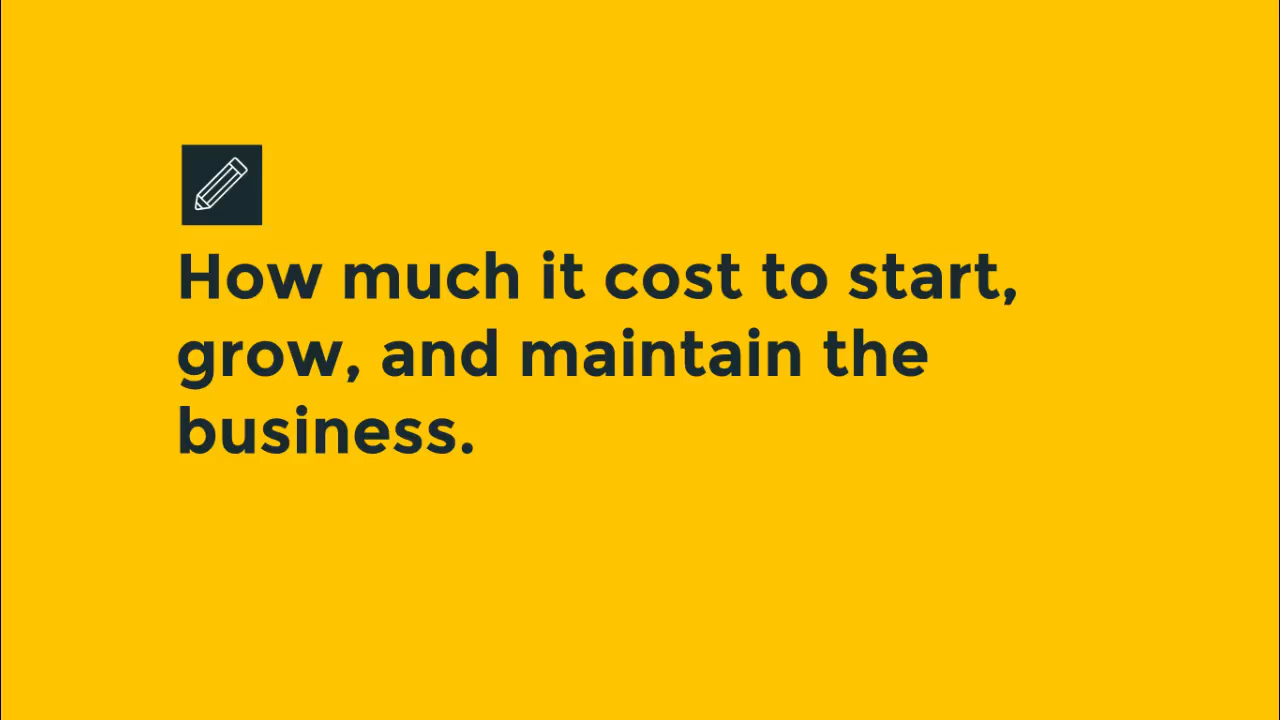 How much it cost to start,
grow, and maintain the
business.